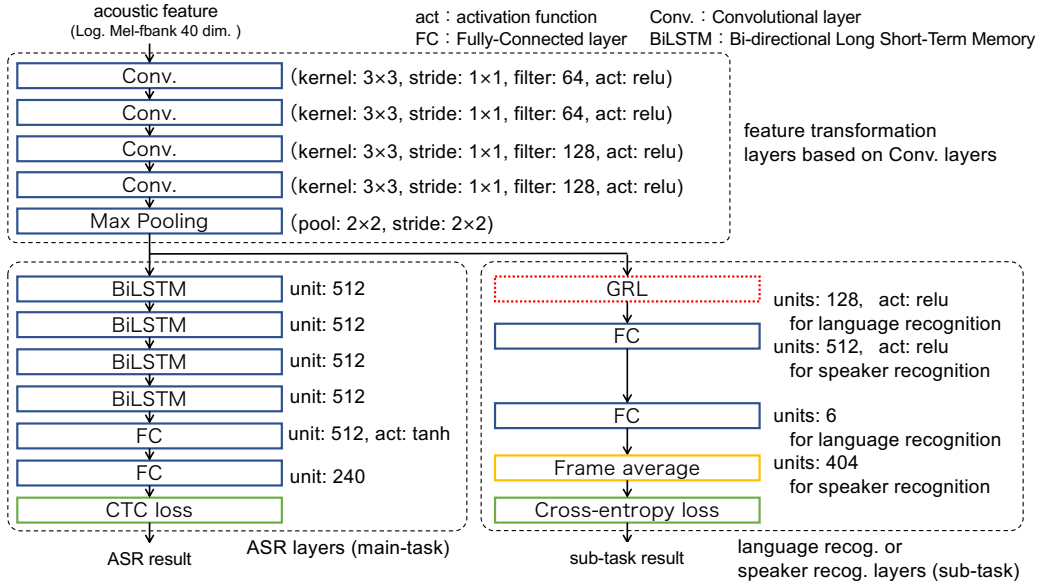 acoustic feature
(Log. Mel-fbank 40 dim. )
act：activation function
Conv.：Convolutional layer
FC：Fully-Connected layer
BiLSTM：Bi-directional Long Short-Term Memory
Conv.
(kernel: 3×3, stride: 1×1, filter: 64, act: relu)
Conv.
(kernel: 3×3, stride: 1×1, filter: 64, act: relu)
Conv.
(kernel: 3×3, stride: 1×1, filter: 128, act: relu)
Conv.
(kernel: 3×3, stride: 1×1, filter: 128, act: relu)
Max Pooling
(pool: 2×2, stride: 2×2)
feature transformation
layers based on Conv. layers
BiLSTM
unit: 512
BiLSTM
unit: 512
BiLSTM
unit: 512
BiLSTM
unit: 512
FC
unit: 512, act: tanh
FC
unit: 240
CTC loss
ASR result
ASR layers (main-task)
GRL
FC
units: 128, act: relu
for language recognition
units: 512, act: relu
for speaker recognition
FC
units: 6
for language recognition
Frame average
units: 404
for speaker recognition
Cross-entropy loss
sub-task result
language recog. or
speaker recog. layers (sub-task)